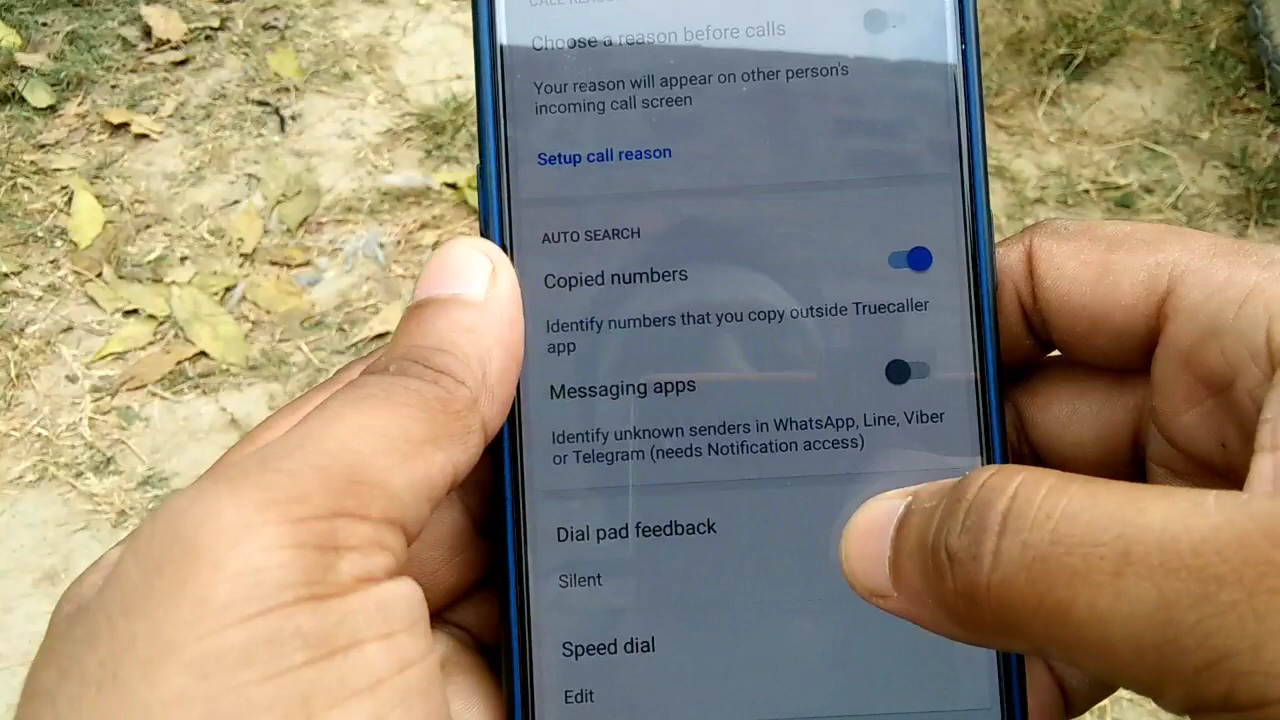 CALL REASON
Choose a reason before calls
Your reason will appear on other person's
incoming call screen
Setup call reason
AUTO SEARCH
Copied numbers
Identify numbers that you copy outside Truecaller
app
Messaging apps
Identify unknown senders in WhatsApp, Line, Viber
or Telegram (needs Notification access)
Dial pad feedback
Silent
Speed dial
Edit